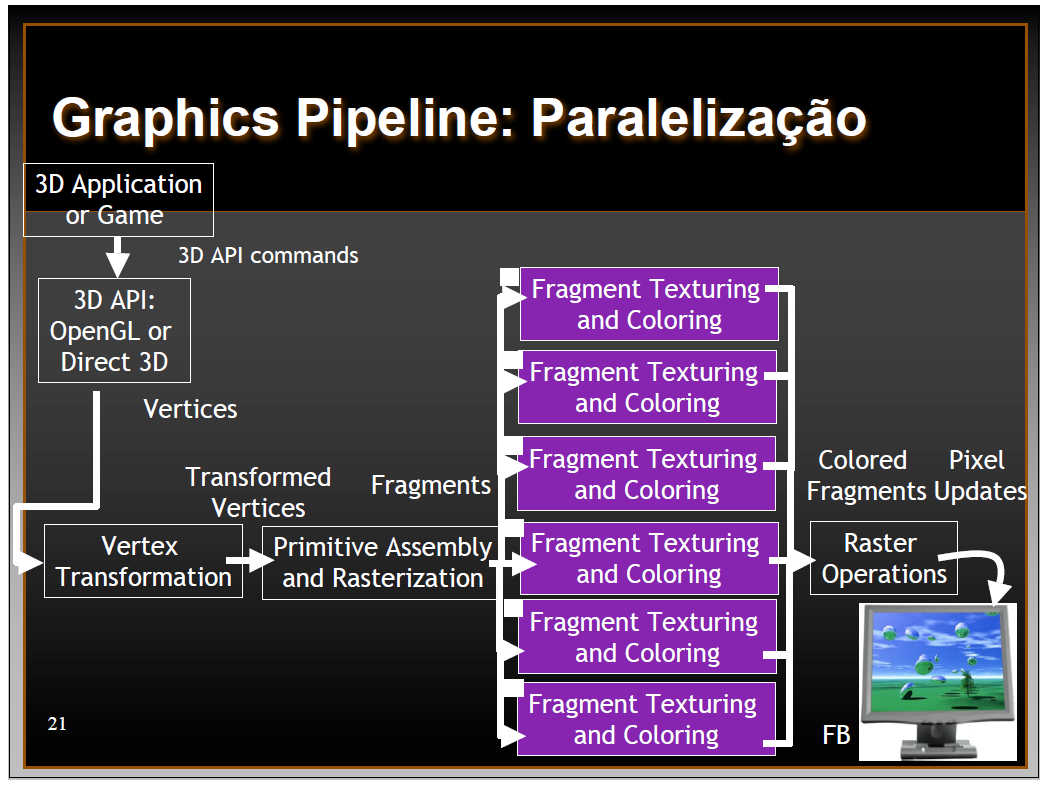 Graphics Pipeline: Paralelização
3D Application
or Game
3D API commands
3D API:
OpenGL or
Direct 3D
Vertices
Transformed
Vertices
Fragments
Vertex
Transformation
Primitive Assembly
and Rasterization
Fragment Texturing
and Coloring
Fragment Texturing
and Coloring
Fragment Texturing
and Coloring
Fragment Texturing
and Coloring
Fragment Texturing
and Coloring
Fragment Texturing
and Coloring
Colored
Fragments
Pixel
Updates
Raster
Operations
FB
21